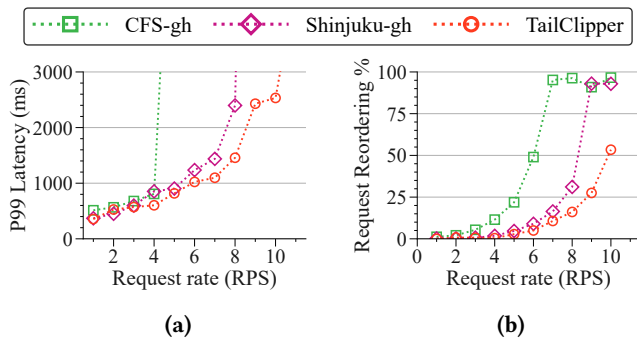 CFS-gh Shinjuku-gh TailClipper
P99 Latency (ms)
3000
2000
1000
0
2 4 6 8 10
Request rate (RPS)
(a)
Request Reordering %
100
75
50
25
0
0 2 4 6 8 10
Request rate (RPS)
(b)